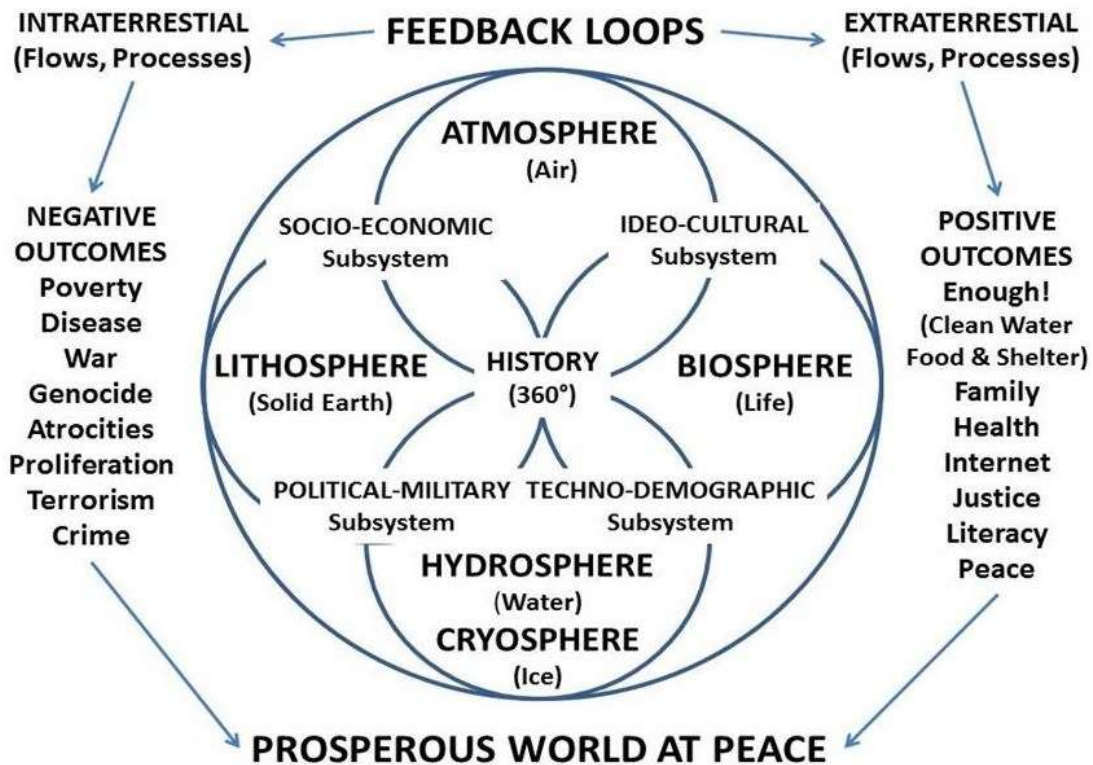 INTRATERRESTIAL
(Flows, Processes)
FEEDBACK LOOPS
EXTRATERRESTIAL
(Flows, Processes)
ATMOSPHERE
(Air)
SOCIO-ECONOMIC
Subsystem
IDEO-CULTURAL
Subsystem
NEGATIVE
OUTCOMES
Poverty
Disease
War
Genocide
Atrocities
Proliferation
Terrorism
Crime
LITHOSPHERE
(Solid Earth)
HISTORY
(360°)
BIOSPHERE
(Life)
POSITIVE
OUTCOMES
Enough!
(Clean Water
Food & Shelter)
Family
Health
Internet
Justice
Literacy
Peace
POLITICAL-MILITARY
Subsystem
TECHNO-DEMOGRAPHIC
Subsystem
HYDROSPHERE
(Water)
CRYOSPHERE
(Ice)
PROSPEROUS WORLD AT PEACE